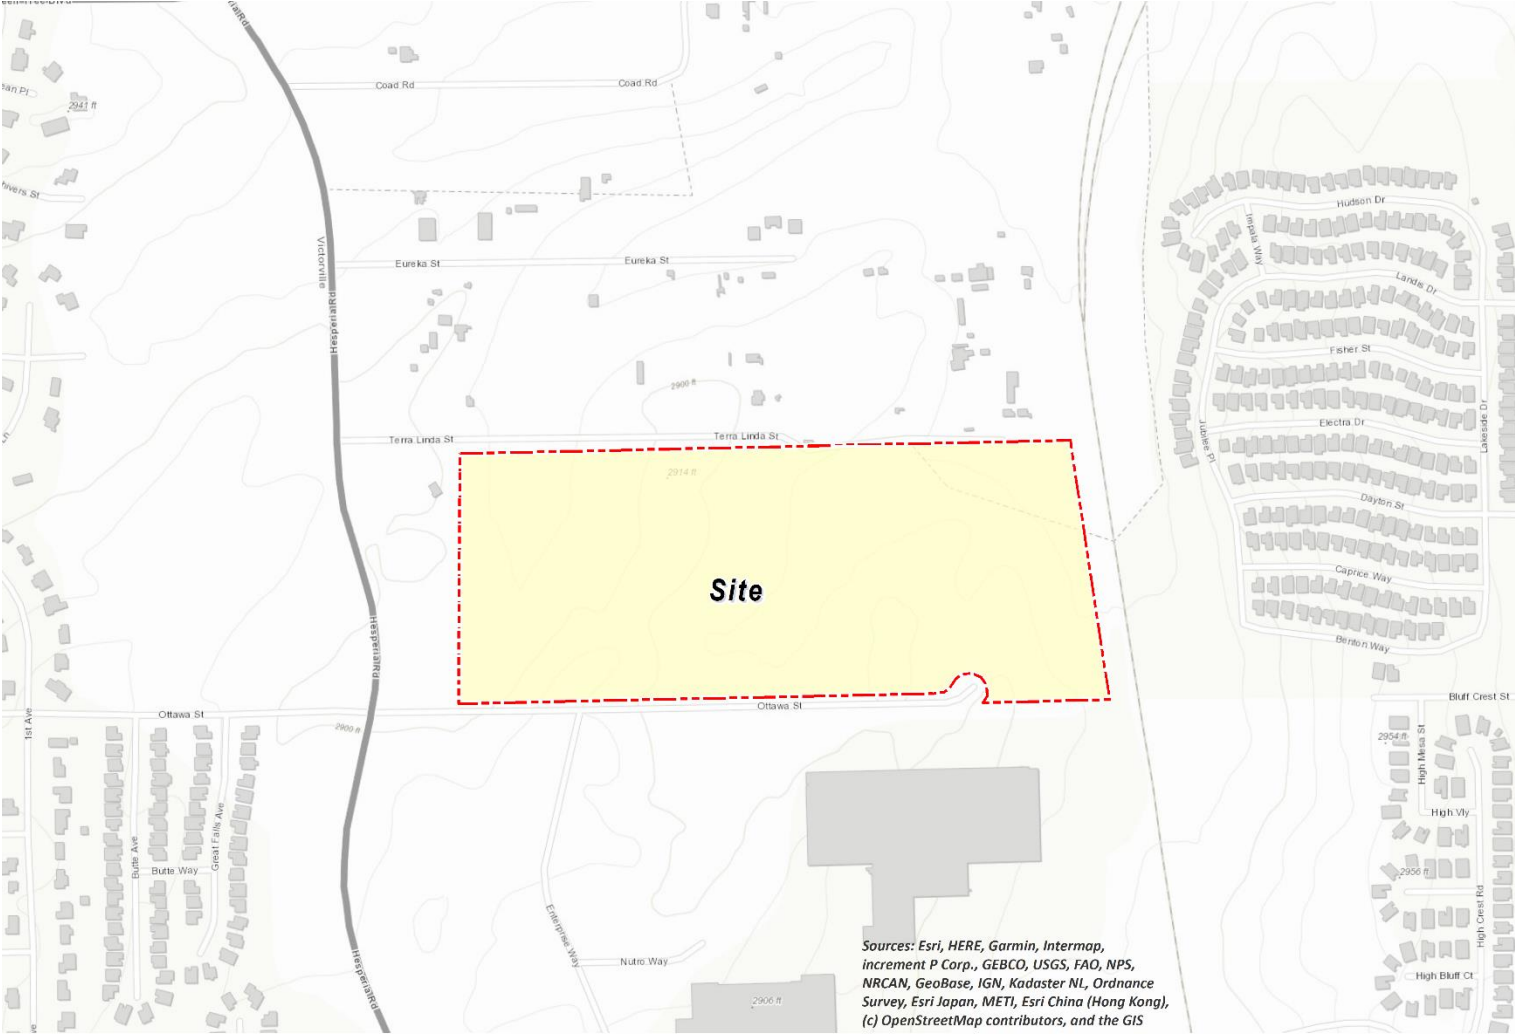 Coad Rd
Coad Rd
ean Pl
2941 ft
hivers St
Hudson Dr
Impala Way
Victorville
Eureka St
Eureka St
Landis Dr
Hesperia Rd
Fisher St
2900 ft
Terra Linda St
Terra Linda St
Electra Dr
Jubilee Pl
Lakeside Dr
2914 ft
Dayton St
Caprice Way
Site
Hesperia Rd
Benton Way
Ottawa St
Ottawa St
Bluff Crest St
1st Ave
2900 ft
2954 ft
High Mesa St
High Vly
Butte Ave
Great Falls Ave
Butte Way
2956 ft
Enterprise Way
High Crest Rd
Nutro Way
Hesperia Rd
High Bluff Ct
2906 ft
Sources: Esri, HERE, Garmin, Intermap,
increment P Corp., GEBCO, USGS, FAO, NPS,
NRCAN, GeoBase, IGN, Kadaster NL, Ordnance
Survey, Esri Japan, METI, Esri China (Hong Kong),
(c) OpenStreetMap contributors, and the GIS